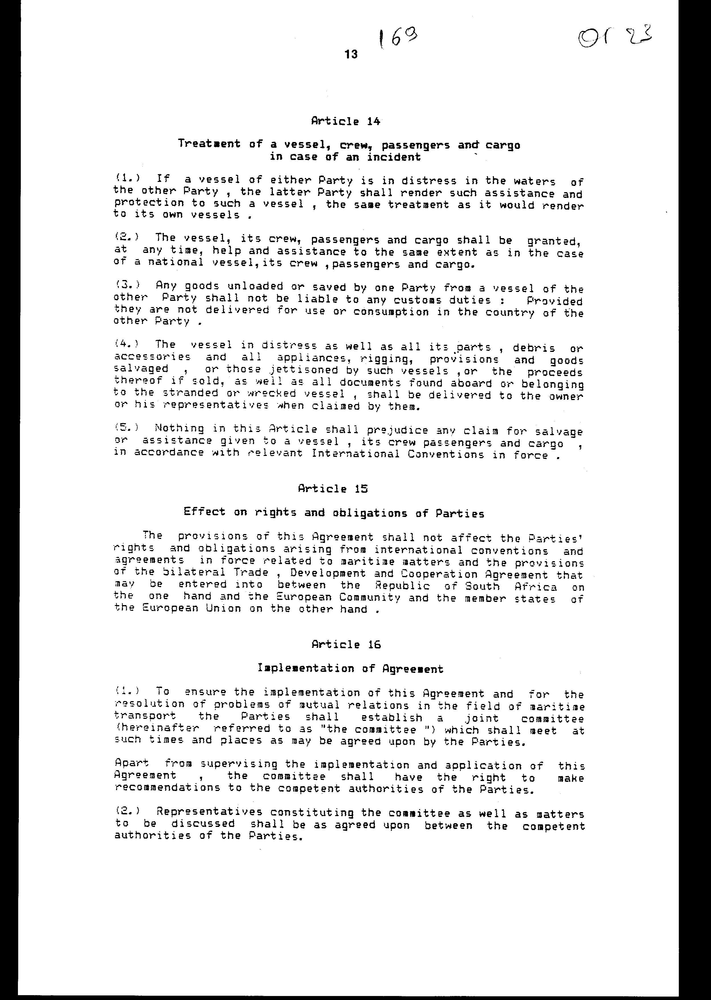 169
13
Article 14
Treatment of a vessel, crew, passengers and cargo
in case of an incident
(1.) If a vessel of either Party is in distress in the waters of
the other Party , the latter Party shall render such assistance and
protection to such a vessel , the same treatment as it would render
to its own vessels .
(2.) The vessel, its crew, passengers and cargo shall be granted,
at any time, help and assistance to the same extent as in the case
of a national vessel,its crew ,passengers and cargo.
(3.) Any goods unloaded or saved by one Party from a vessel of the
other Party shall not be liable to any customs duties : Provided
they are not delivered for use or consumption in the country of the
other Party .
(4.) The vessel in distress as well as all its parts , debris or
accessories and all appliances, rigging, provisions and goods
salvaged , or those jettisoned by such vessels ,or the proceeds
thereof if sold, as well as all documents found aboard or belonging
to the stranded or wrecked vessel , shall be delivered to the owner
or his representatives when claimed by them.
(5.) Nothing in this Article shall prejudice any claim for salvage
or assistance given to a vessel , its crew passengers and cargo ,
in accordance with relevant International Conventions in force .
Article 15
Effect on rights and obligations of Parties
The provisions of this Agreement shall not affect the Parties'
rights and obligations arising from international conventions and
agreements in force related to maritime matters and the provisions
of the bilateral Trade , Development and Cooperation Agreement that
may be entered into between the Republic of South Africa on
the one hand and the European Community and the member states of
the European Union on the other hand .
Article 16
Implementation of Agreement
(1.) To ensure the implementation of this Agreement and for the
resolution of problems of mutual relations in the field of maritime
transport the Parties shall establish a joint committee
(hereinafter referred to as "the committee ") which shall meet at
such times and places as may be agreed upon by the Parties.
Apart from supervising the implementation and application of this
Agreement , the committee shall have the right to make
recommendations to the competent authorities of the Parties.
(2.) Representatives constituting the committee as well as matters
to be discussed shall be as agreed upon between the competent
authorities of the Parties.